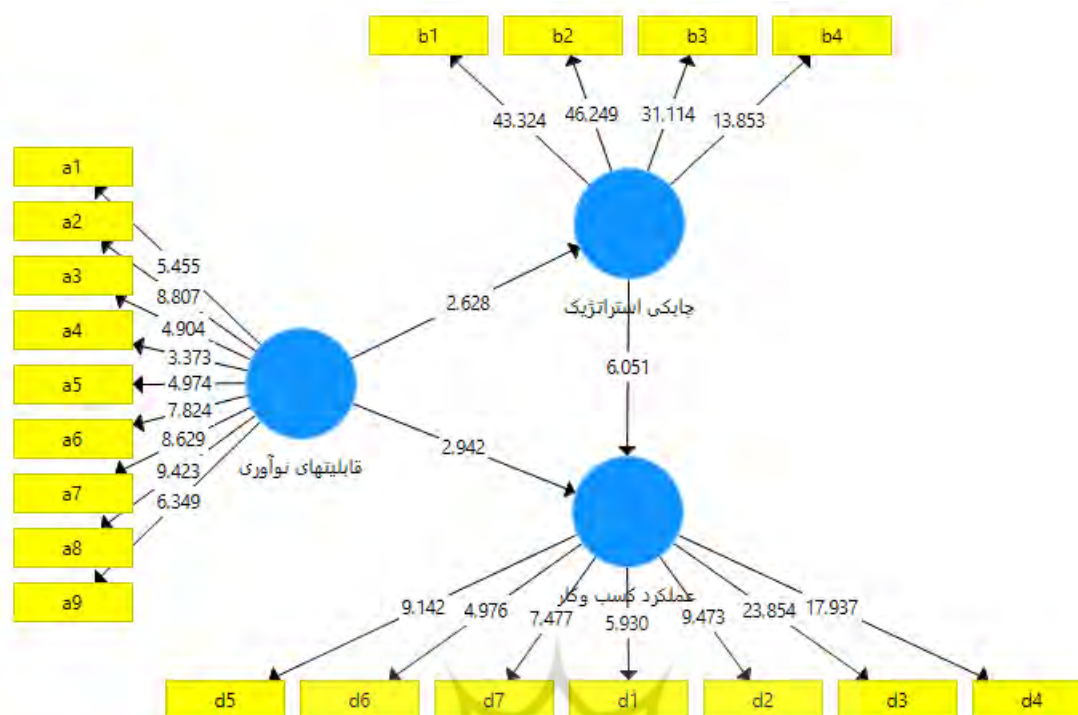 b1
b2
b3
b4
43.324
46.249
31.114
13.853
a1
a2
a3
a4
a5
a6
a7
a8
a9
5.455
8.807
4.904
3.373
4.974
7.824
8.629
9.423
6.349
قابلیتهای نوآوری
2.628
چابکی استراتژیک
6.051
2.942
عملکرد کسب وکار
9.142
4.976
7.477
5.930
9.473
23.854
17.937
d5
d6
d7
d1
d2
d3
d4